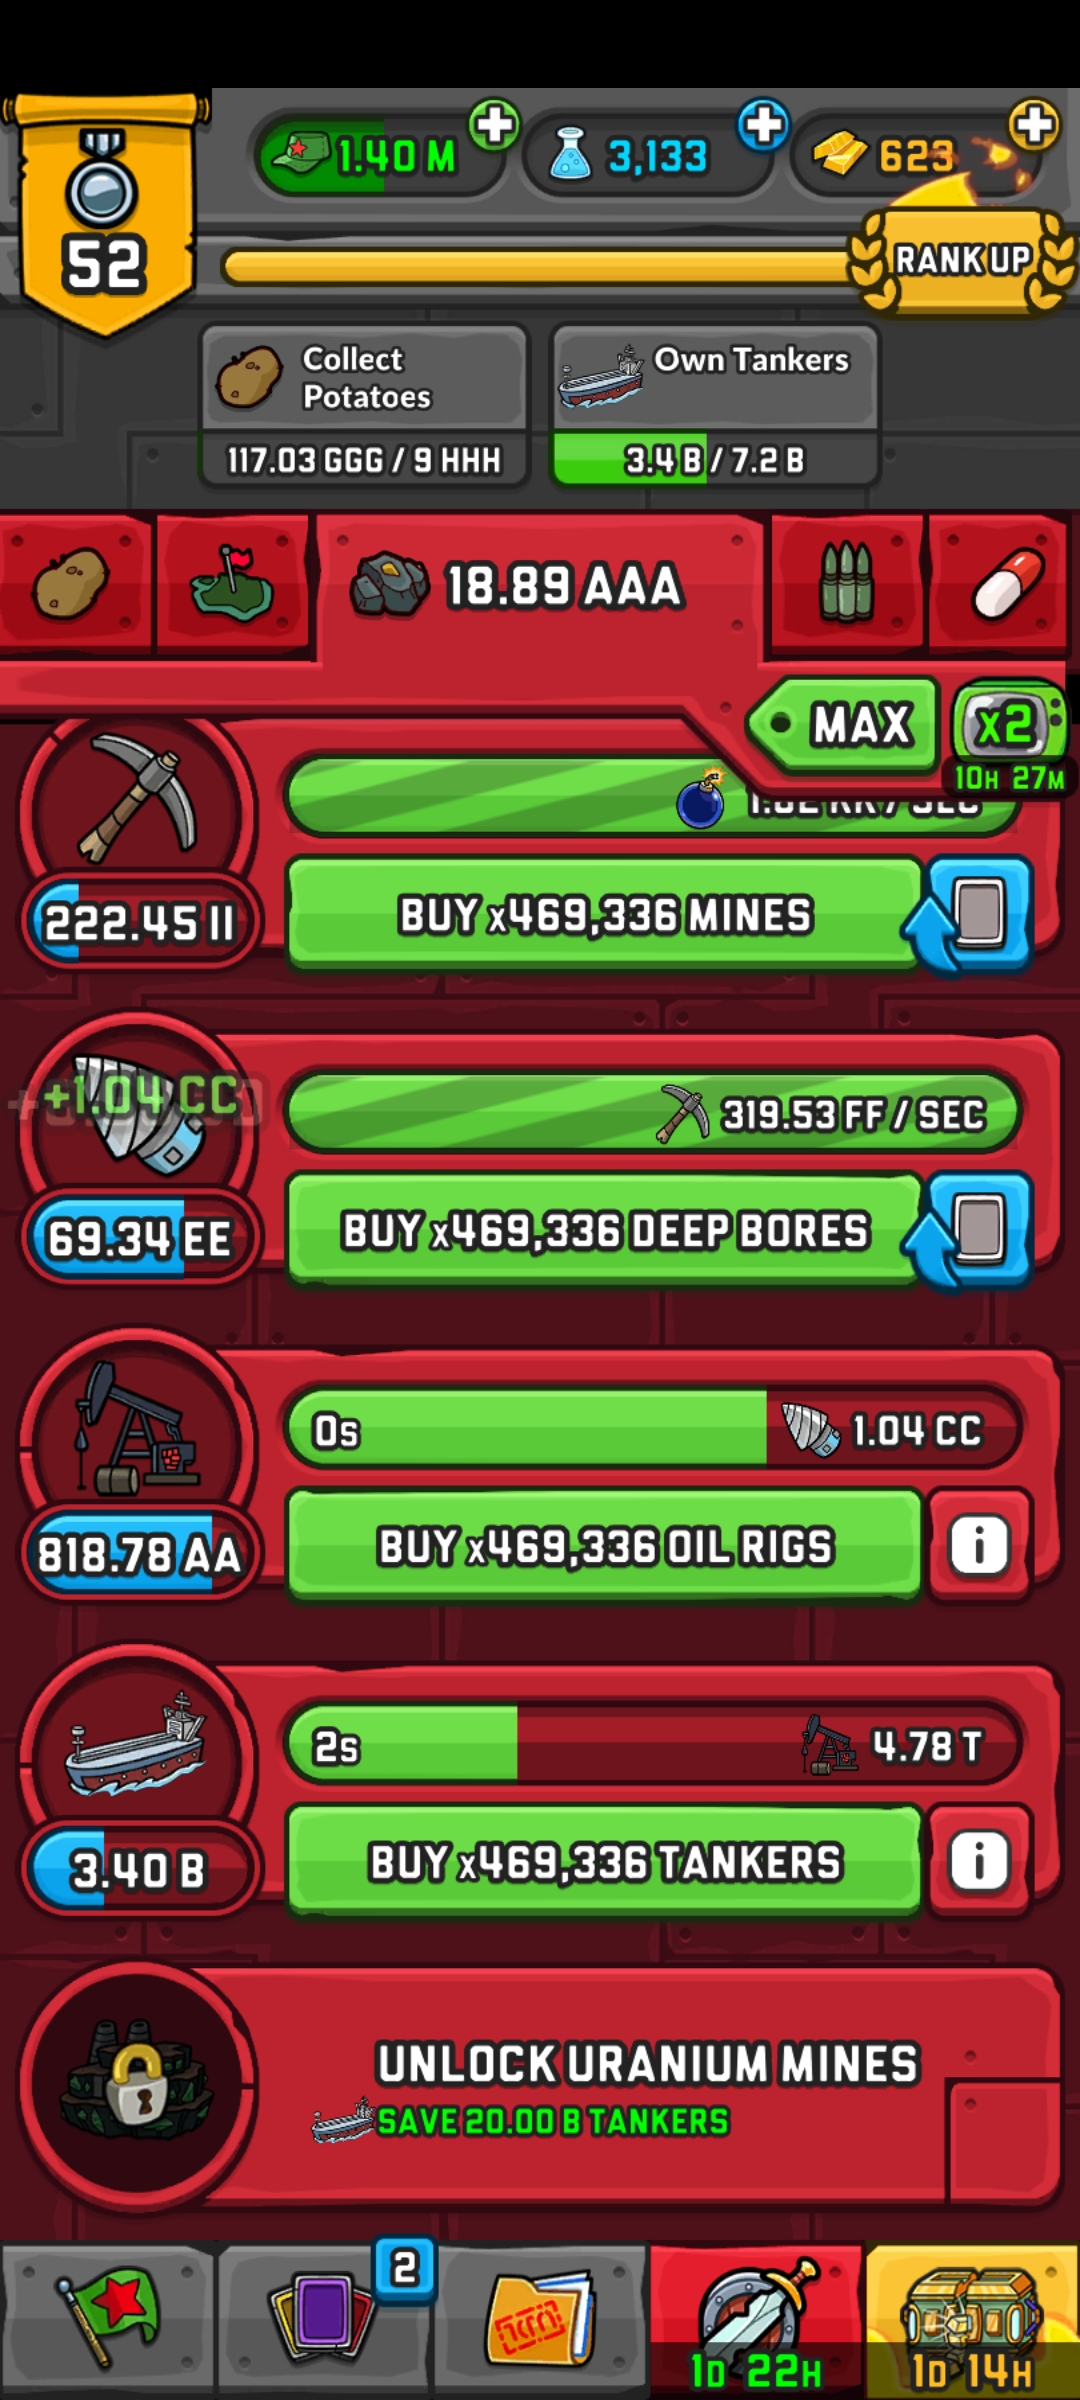 1.40 M
3,133
623
52
RANK UP
Collect
Potatoes
Own Tankers
117.03 GGG / 9 HHH
3.4 B / 7.2 B
18.89 AAA
MAX
x2
10H 27M
222.45 II
BUY x469,336 MINES
+1.04 CC
319.53 FF / SEC
69.34 EE
BUY x469,336 DEEP BORES
0s
1.04 CC
818.78 AA
BUY x469,336 OIL RIGS
i
2s
4.78 T
3.40 B
BUY x469,336 TANKERS
i
UNLOCK URANIUM MINES
SAVE 20.00 B TANKERS
2
1D 22H
1D 14H